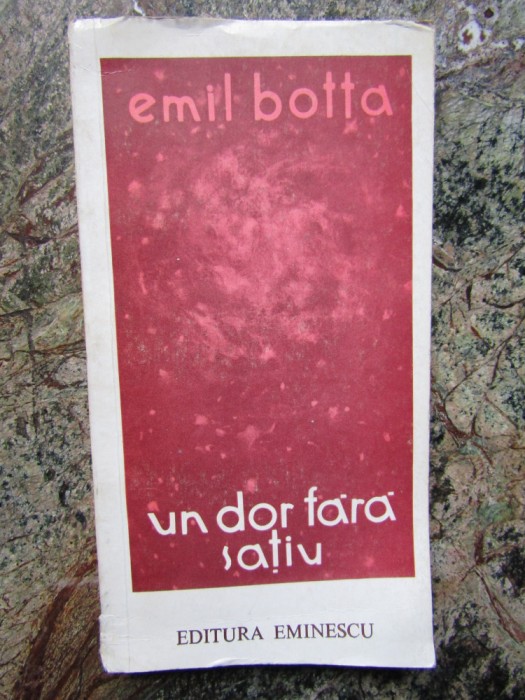 emil botta
un dor fără
sațiu
EDITURA EMINESCU